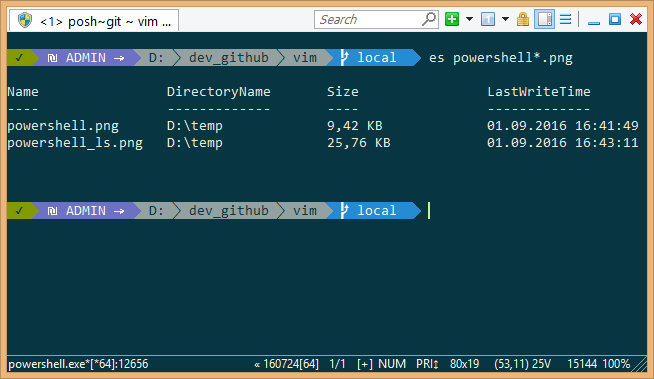 <1> posh~git ~ vim ...
Search
✓ ₪ ADMIN → D: dev_github vim local es powershell*.png
Name DirectoryName Size LastWriteTime
---- ------------- ---- -------------
powershell.png D:\temp 9,42 KB 01.09.2016 16:41:49
powershell_ls.png D:\temp 25,76 KB 01.09.2016 16:43:11
✓ ₪ ADMIN → D: dev_github vim local
powershell.exe*[*64]:12656 « 160724[64] 1/1 [+] NUM PRI↕ 80x19 (53,11) 25V 15144 100%